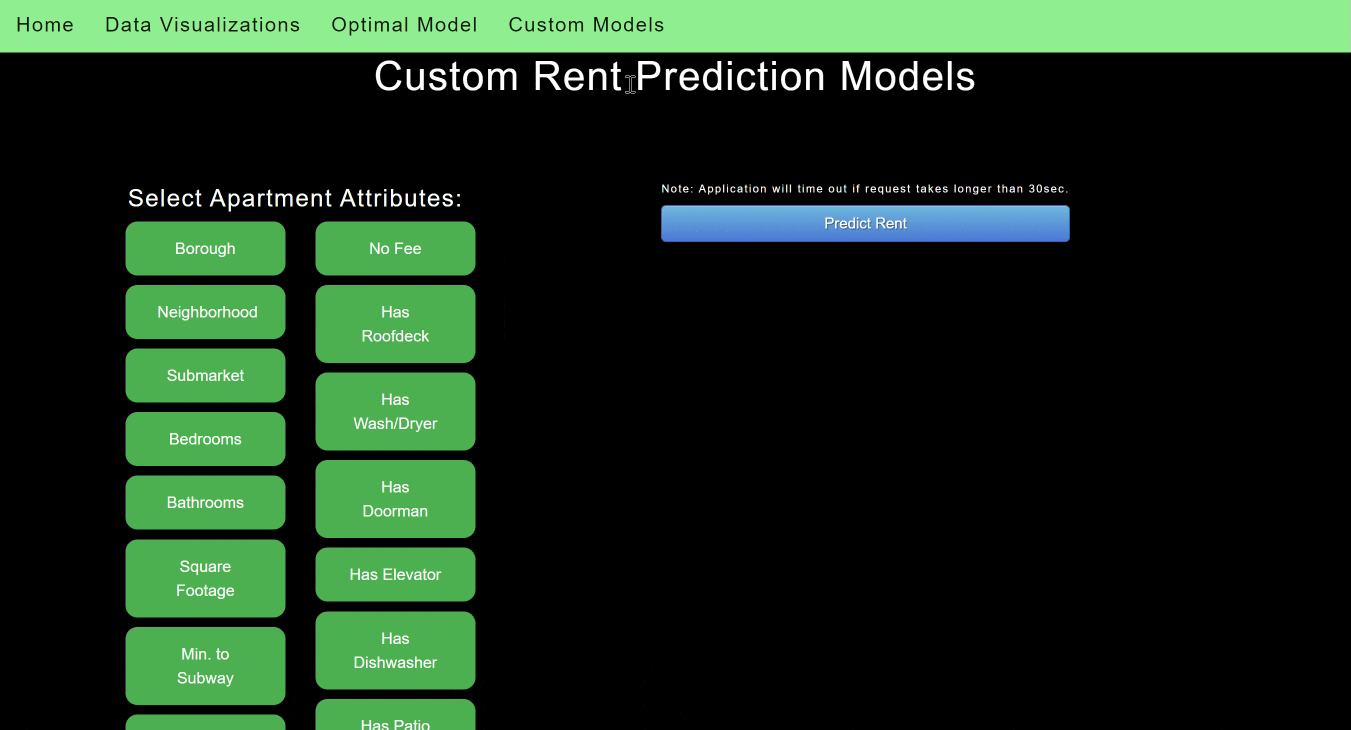 Home Data Visualizations Optimal Model Custom Models
Custom Rent Prediction Models
Select Apartment Attributes:
Borough
Neighborhood
Submarket
Bedrooms
Bathrooms
Square
Footage
Min. to
Subway
No Fee
Has
Roofdeck
Has
Wash/Dryer
Has
Doorman
Has Elevator
Has
Dishwasher
Has Patio
Note: Application will time out if request takes longer than 30sec.
Predict Rent